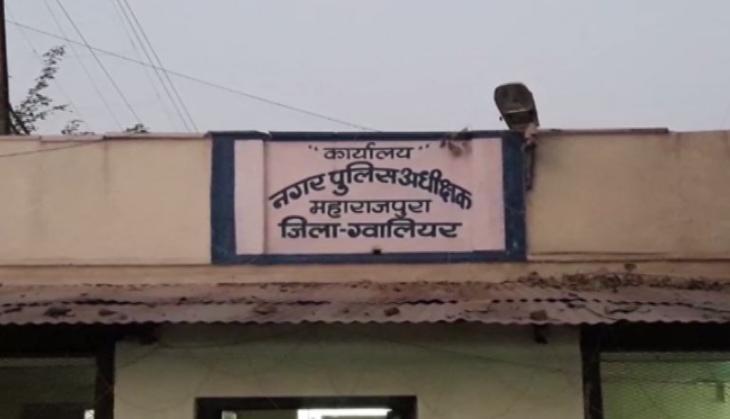 "कार्यालय"
नगर पुलिस अधीक्षक
महाराजपुरा
जिला-ग्वालियर